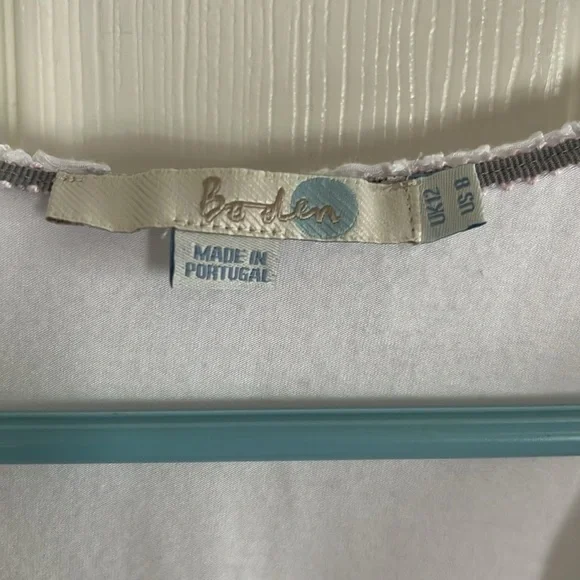 Boden
MADE IN
PORTUGAL
UK12
US 8